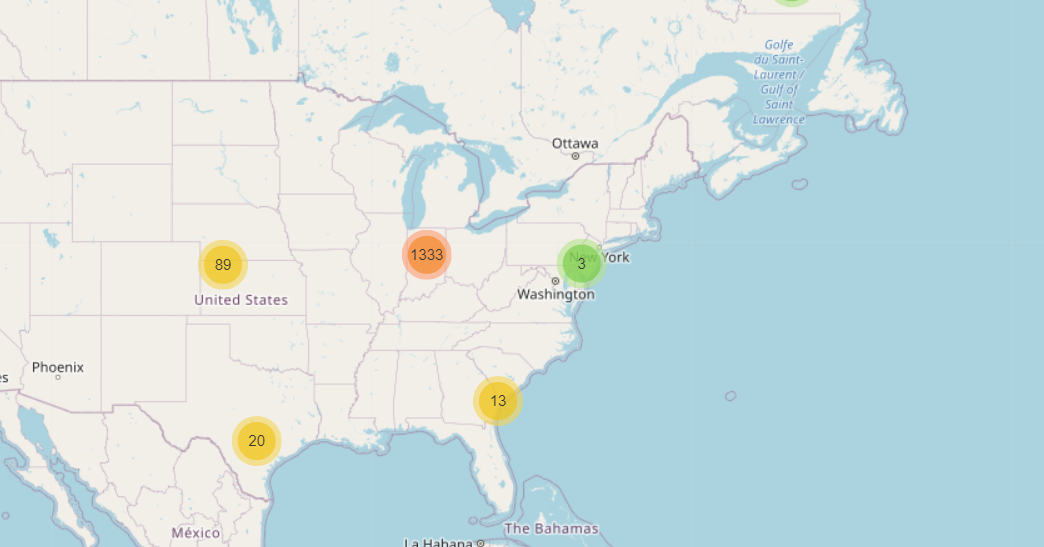 Golfe
du Saint-
Laurent /
Gulf of
Saint
Lawrence
Ottawa
1333
89
3
New York
Washington
United States
Phoenix
es
13
20
México
The Bahamas
La Habana